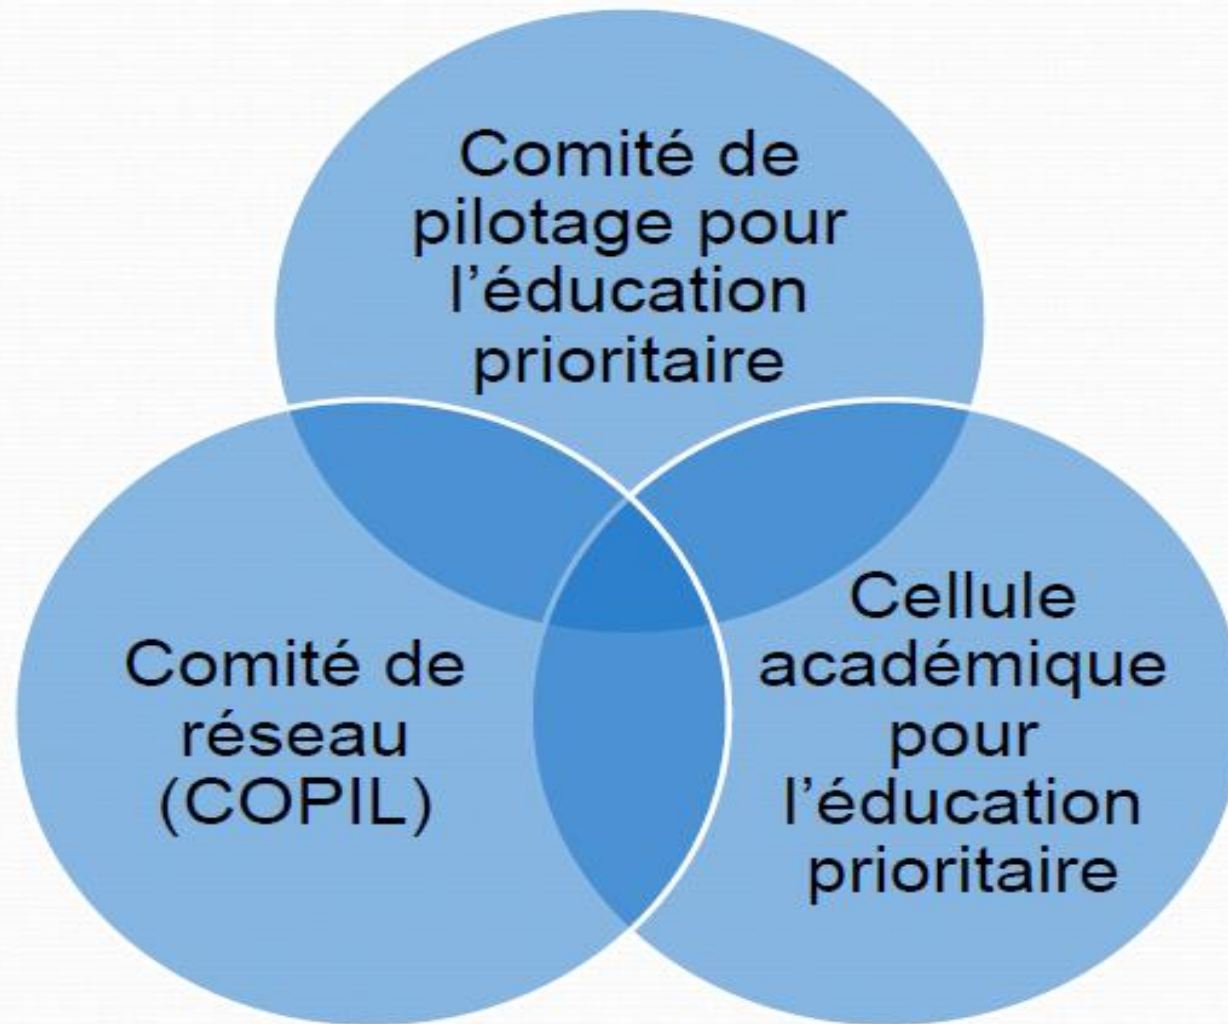 Comité de
pilotage pour
l’éducation
prioritaire
Comité de
réseau
(COPIL)
Cellule
académique
pour
l’éducation
prioritaire